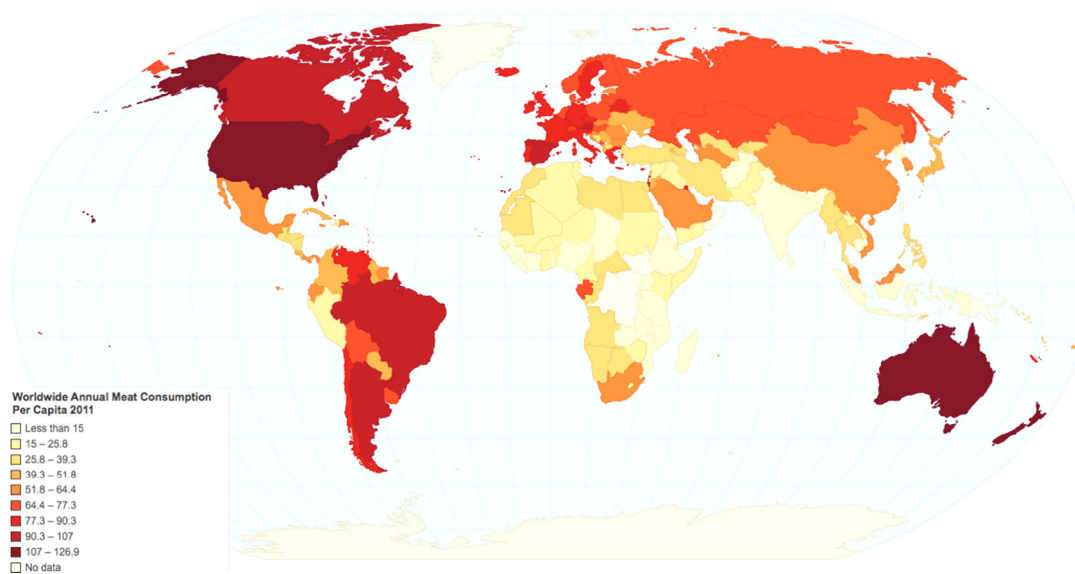 Worldwide Annual Meat Consumption
Per Capita 2011
Less than 15
15 – 25.8
25.8 – 39.3
39.3 – 51.8
51.8 – 64.4
64.4 – 77.3
77.3 – 90.3
90.3 – 107
107 – 126.9
No data